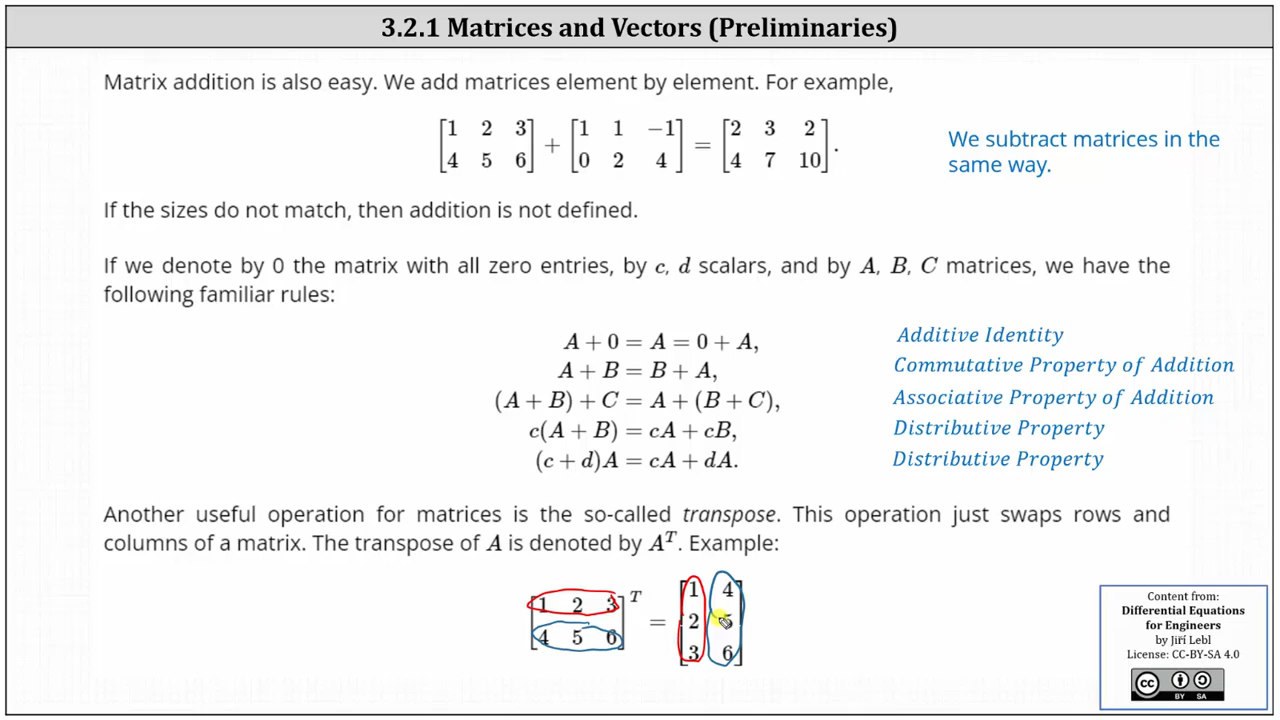 3.2.1 Matrices and Vectors (Preliminaries)
Matrix addition is also easy. We add matrices element by element. For example,
[1 2 3] + [1 1 −1] = [2 3 2] .
[4 5 6] [0 2 4] [4 7 10]
We subtract matrices in the
same way.
If the sizes do not match, then addition is not defined.
If we denote by 0 the matrix with all zero entries, by c, d scalars, and by A, B, C matrices, we have the
following familiar rules:
A + 0 = A = 0 + A, Additive Identity
A + B = B + A, Commutative Property of Addition
(A + B) + C = A + (B + C), Associative Property of Addition
c(A + B) = cA + cB, Distributive Property
(c + d)A = cA + dA. Distributive Property
Another useful operation for matrices is the so-called transpose. This operation just swaps rows and
columns of a matrix. The transpose of A is denoted by Aᵀ. Example:
[1 2 3]ᵀ = [1 4]
[4 5 6] [2 5]
[3 6]
Content from:
Differential Equations
for Engineers
by Jiří Lebl
License: CC-BY-SA 4.0
cc BY SA